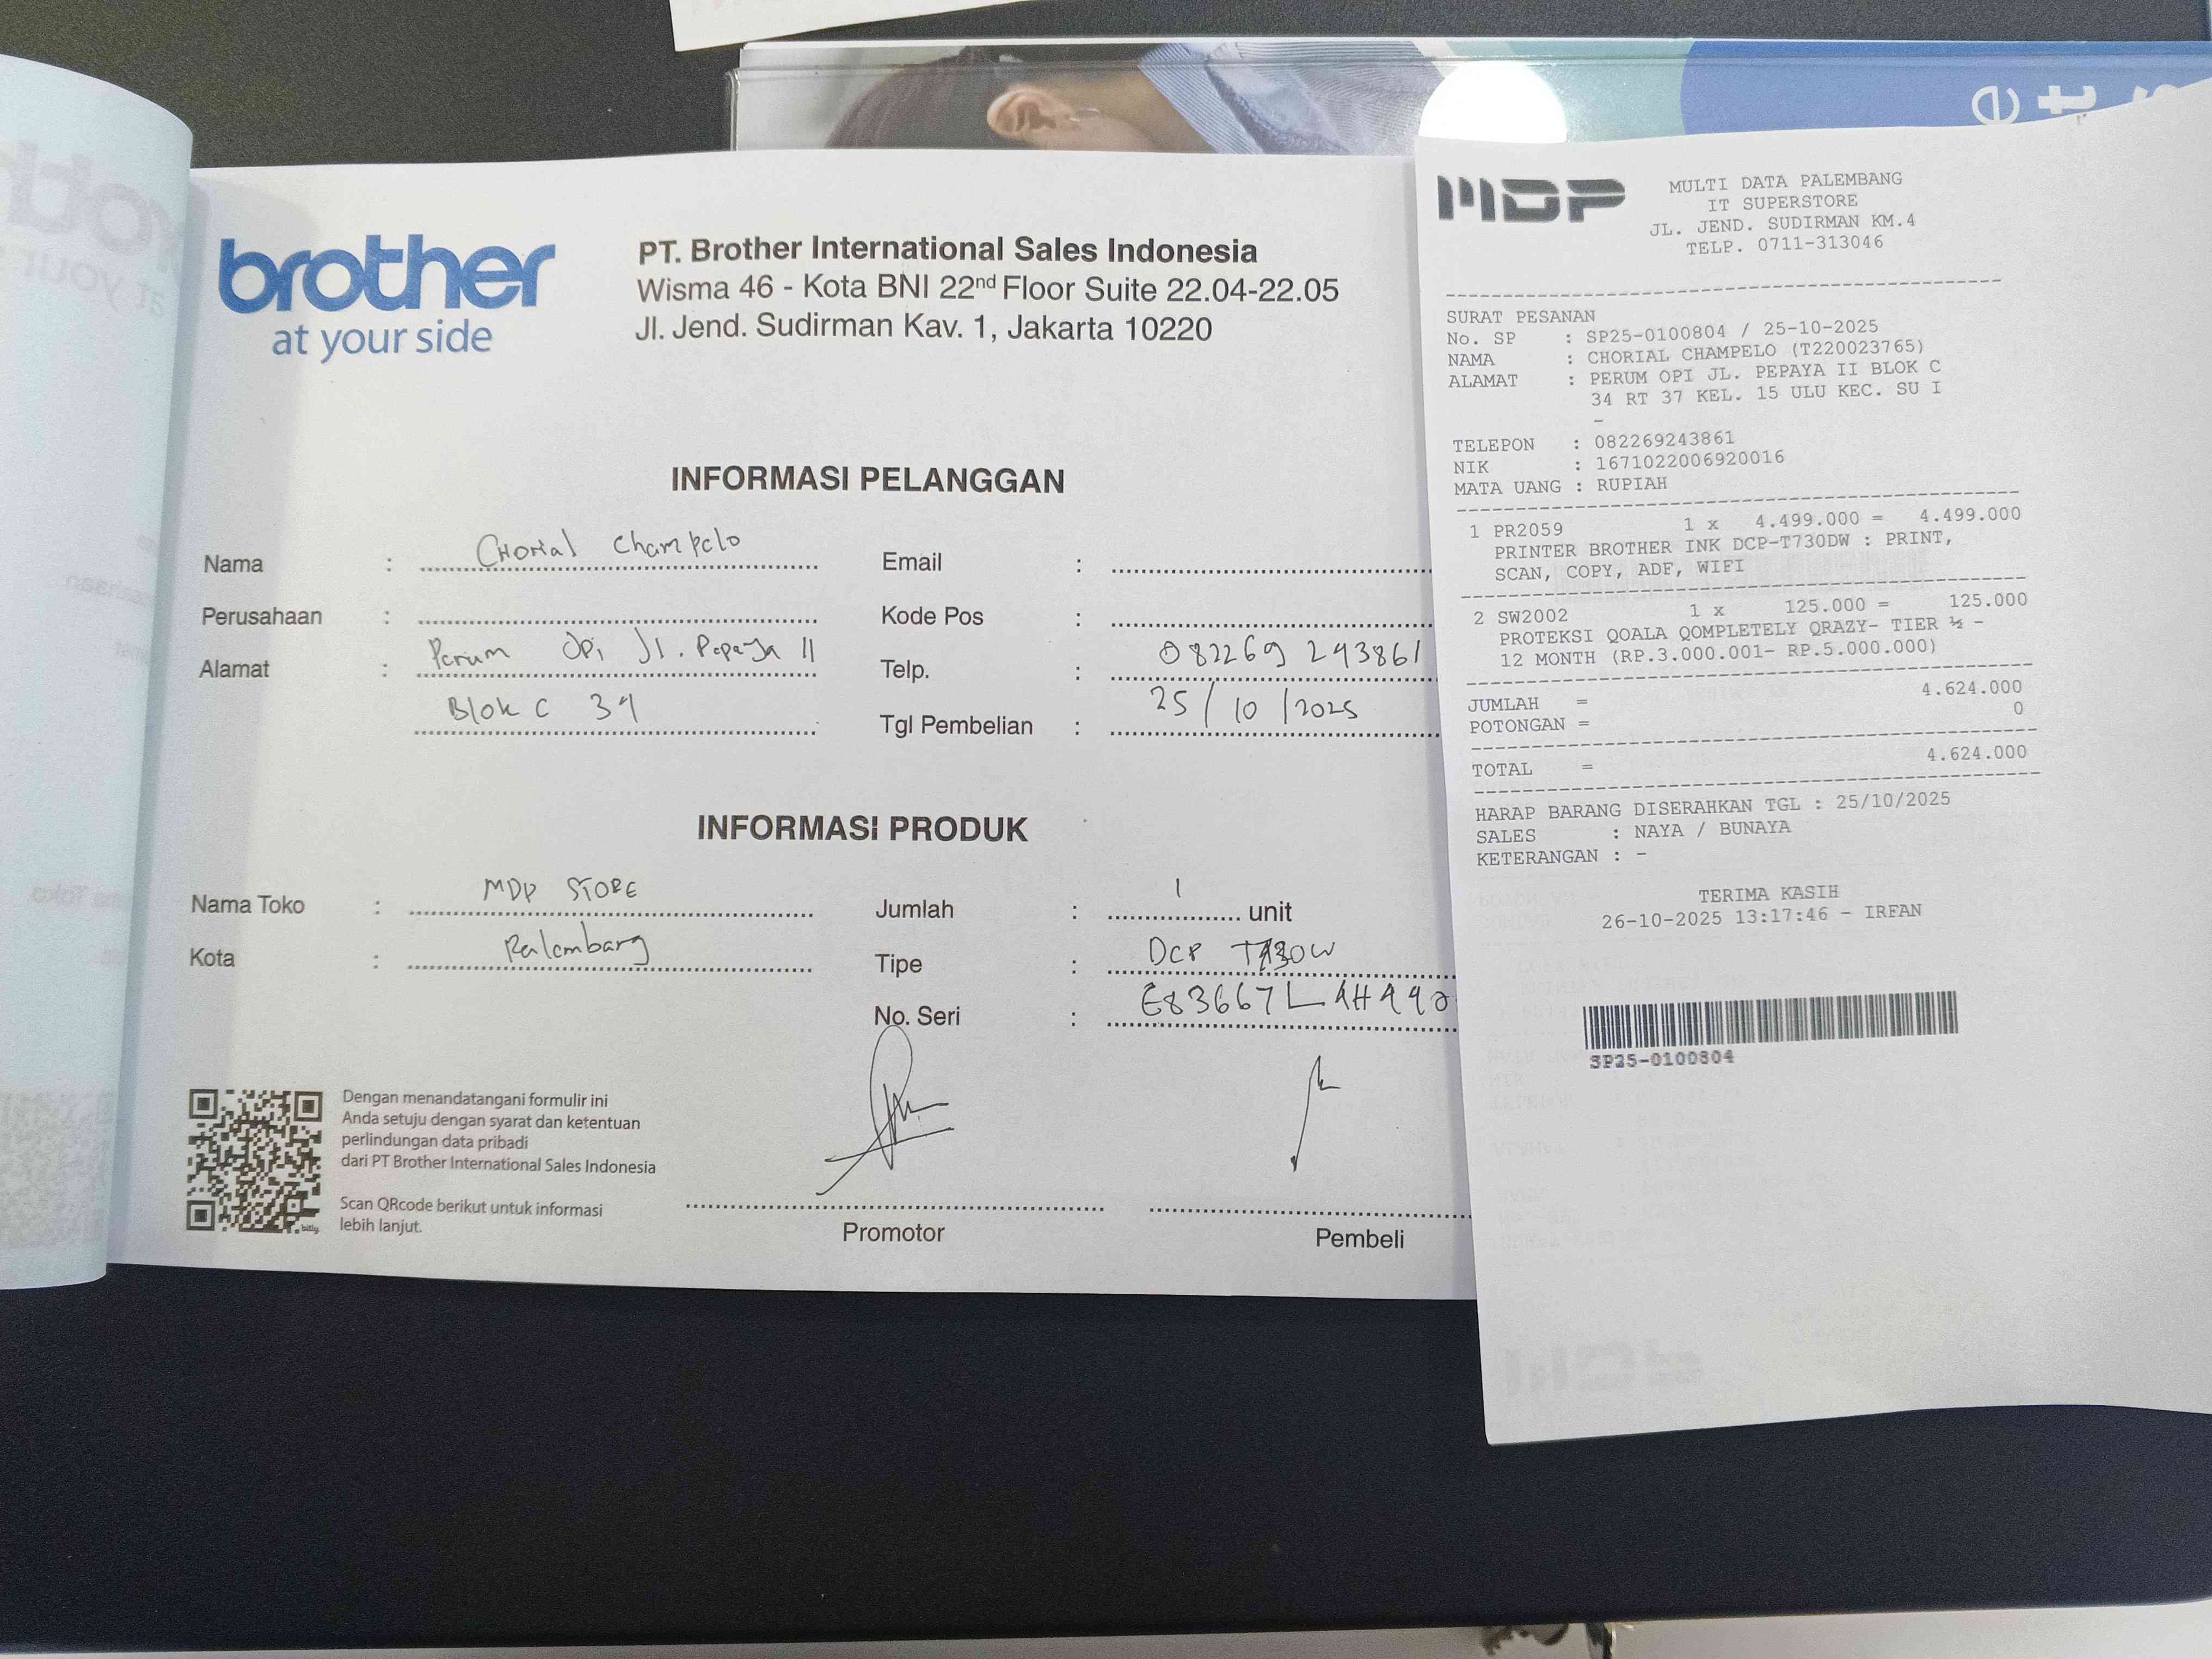 brother
at your side
PT. Brother International Sales Indonesia
Wisma 46 - Kota BNI 22nd Floor Suite 22.04-22.05
Jl. Jend. Sudirman Kav. 1, Jakarta 10220
INFORMASI PELANGGAN
Nama : Chorial Champelo
Perusahaan :
Alamat : Perum Opi Jl. Pepaya II
Blok C 34
Email :
Kode Pos :
Telp. : 082269 243861
Tgl Pembelian : 25/10/2025
INFORMASI PRODUK
Nama Toko : MDP STORE
Kota : Palembang
Jumlah : 1 unit
Tipe : DCP T730W
No. Seri :
Dengan menandatangani formulir ini
Anda setuju dengan syarat dan ketentuan
perlindungan data pribadi
dari PT Brother International Sales Indonesia
Scan QRcode berikut untuk informasi
lebih lanjut.
bitly
Promotor
Pembeli
MDP
MULTI DATA PALEMBANG
IT SUPERSTORE
JL. JEND. SUDIRMAN KM.4
TELP. 0711-313046
SURAT PESANAN
No. SP : SP25-0100804 / 25-10-2025
NAMA : CHORIAL CHAMPELO (T220023765)
ALAMAT : PERUM OPI JL. PEPAYA II BLOK C
34 RT 37 KEL. 15 ULU KEC. SU I
-
TELEPON : 082269243861
NIK : 1671022006920016
MATA UANG : RUPIAH
1 PR2059 1 x 4.499.000 = 4.499.000
PRINTER BROTHER INK DCP-T730DW : PRINT,
SCAN, COPY, ADF, WIFI
2 SW2002 1 x 125.000 = 125.000
PROTEKSI QOALA QOMPLETELY QRAZY- TIER ½ -
12 MONTH (RP.3.000.001- RP.5.000.000)
JUMLAH = 4.624.000
POTONGAN = 0
TOTAL = 4.624.000
HARAP BARANG DISERAHKAN TGL : 25/10/2025
SALES : NAYA / BUNAYA
KETERANGAN : -
TERIMA KASIH
26-10-2025 13:17:46 - IRFAN
SP25-0100804